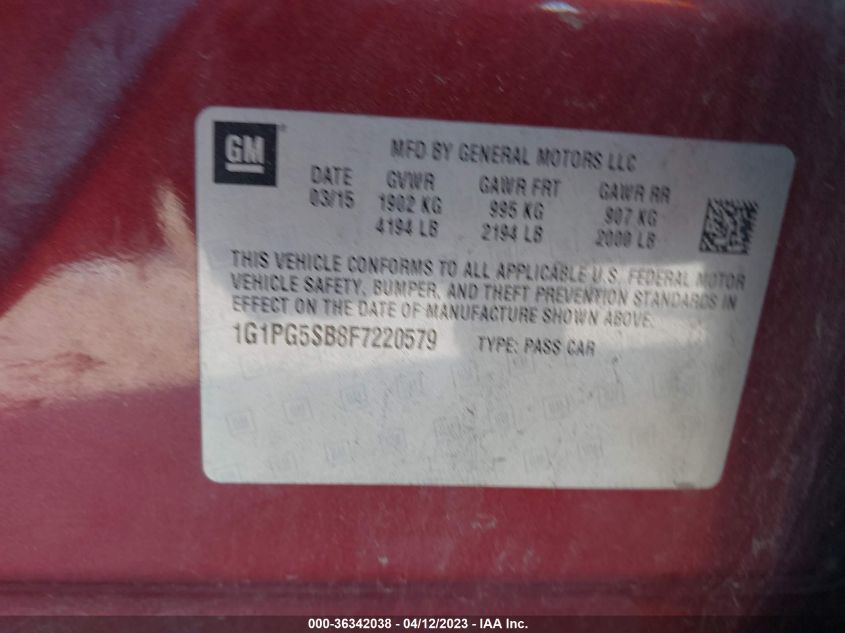 GM
MFD BY GENERAL MOTORS LLC
DATE GVWR GAWR FRT GAWR RR
03/15 1902 KG 995 KG 907 KG
4194 LB 2194 LB 2000 LB
THIS VEHICLE CONFORMS TO ALL APPLICABLE U.S. FEDERAL MOTOR
VEHICLE SAFETY, BUMPER, AND THEFT PREVENTION STANDARDS IN
EFFECT ON THE DATE OF MANUFACTURE SHOWN ABOVE.
1G1PG5SB8F7220579 TYPE: PASS CAR
000-36342038 - 04/12/2023 - IAA Inc.